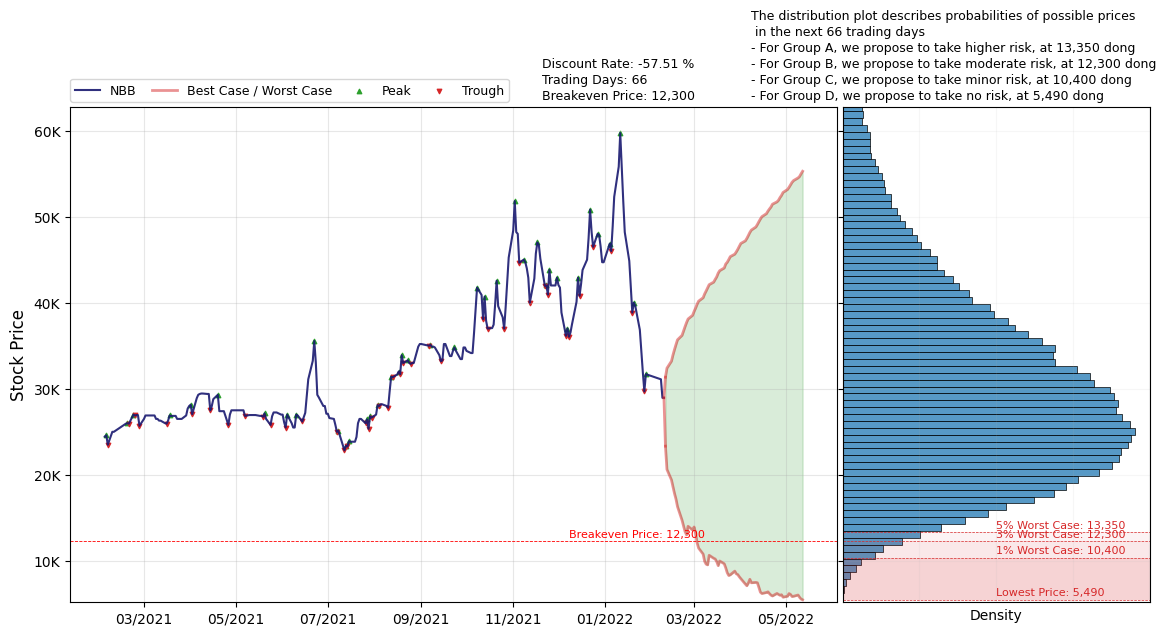 The distribution plot describes probabilities of possible prices
in the next 66 trading days
- For Group A, we propose to take higher risk, at 13,350 dong
- For Group B, we propose to take moderate risk, at 12,300 dong
- For Group C, we propose to take minor risk, at 10,400 dong
- For Group D, we propose to take no risk, at 5,490 dong
Discount Rate: -57.51 %
Trading Days: 66
Breakeven Price: 12,300
NBB
Best Case / Worst Case
Peak
Trough
Stock Price
60K
50K
40K
30K
20K
10K
Breakeven Price: 12,300
5% Worst Case: 13,350
3% Worst Case: 12,300
1% Worst Case: 10,400
Lowest Price: 5,490
03/2021
05/2021
07/2021
09/2021
11/2021
01/2022
03/2022
05/2022
Density